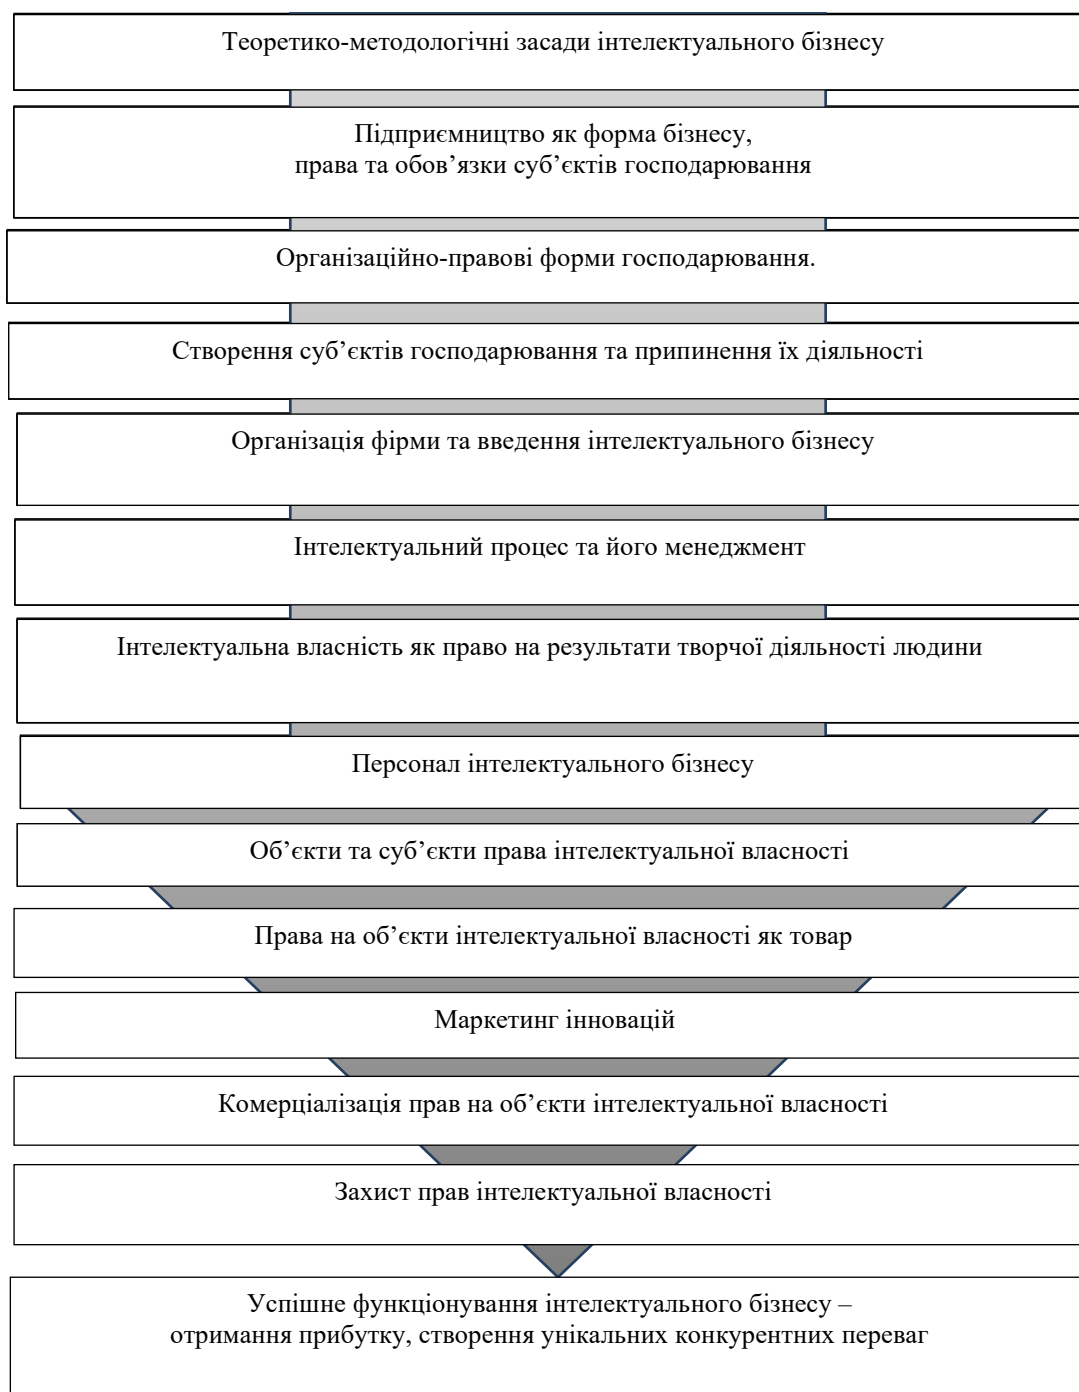 Теоретико-методологічні засади інтелектуального бізнесу
Підприємництво як форма бізнесу,
права та обов’язки суб’єктів господарювання
Організаційно-правові форми господарювання.
Створення суб’єктів господарювання та припинення їх діяльності
Організація фірми та введення інтелектуального бізнесу
Інтелектуальний процес та його менеджмент
Інтелектуальна власність як право на результати творчої діяльності людини
Персонал інтелектуального бізнесу
Об’єкти та суб’єкти права інтелектуальної власності
Права на об’єкти інтелектуальної власності як товар
Маркетинг інновацій
Комерціалізація прав на об’єкти інтелектуальної власності
Захист прав інтелектуальної власності
Успішне функціонування інтелектуального бізнесу –
отримання прибутку, створення унікальних конкурентних переваг